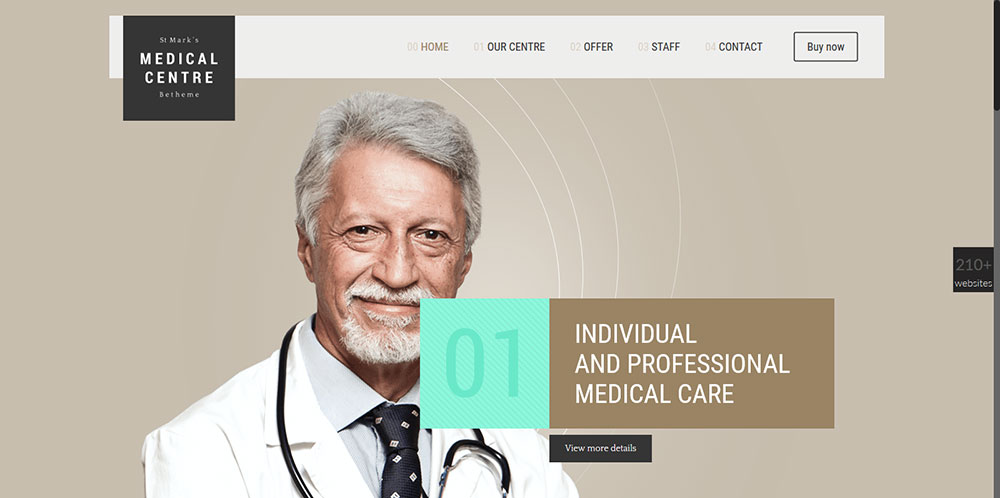 St Mark's
MEDICAL
CENTRE
Betheme
00 HOME 01 OUR CENTRE 02 OFFER 03 STAFF 04 CONTACT Buy now
210+
websites
01
INDIVIDUAL
AND PROFESSIONAL
MEDICAL CARE
View more details